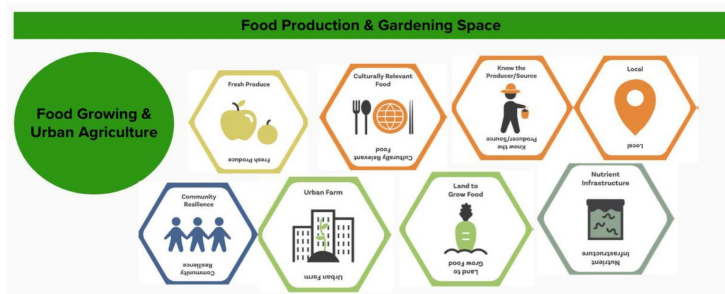 Food Production & Gardening Space
Food Growing &
Urban Agriculture
Fresh Produce
Fresh Produce
Culturally Relevant
Food
Culturally Relevant
Food
Know the
Producer/Source
Know the
Producer/Source
Local
Local
Community
Resilience
Community
Resilience
Urban Farm
Urban Farm
Land to
Grow Food
Land to
Grow Food
Nutrient
Infrastructure
Nutrient
Infrastructure